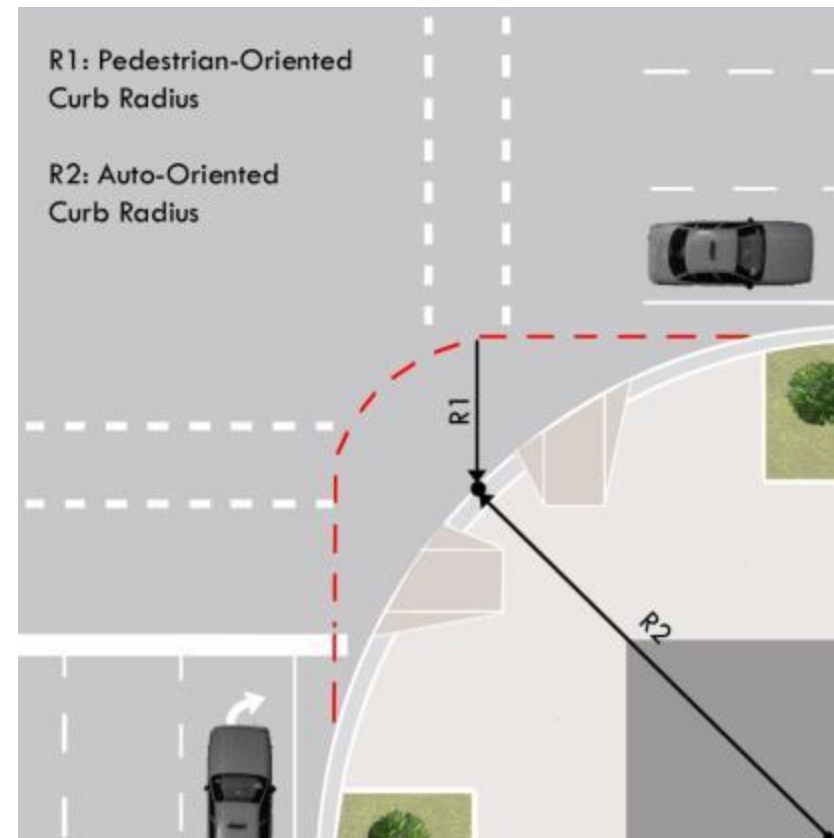 R1: Pedestrian-Oriented
Curb Radius
R2: Auto-Oriented
Curb Radius
R1
R2